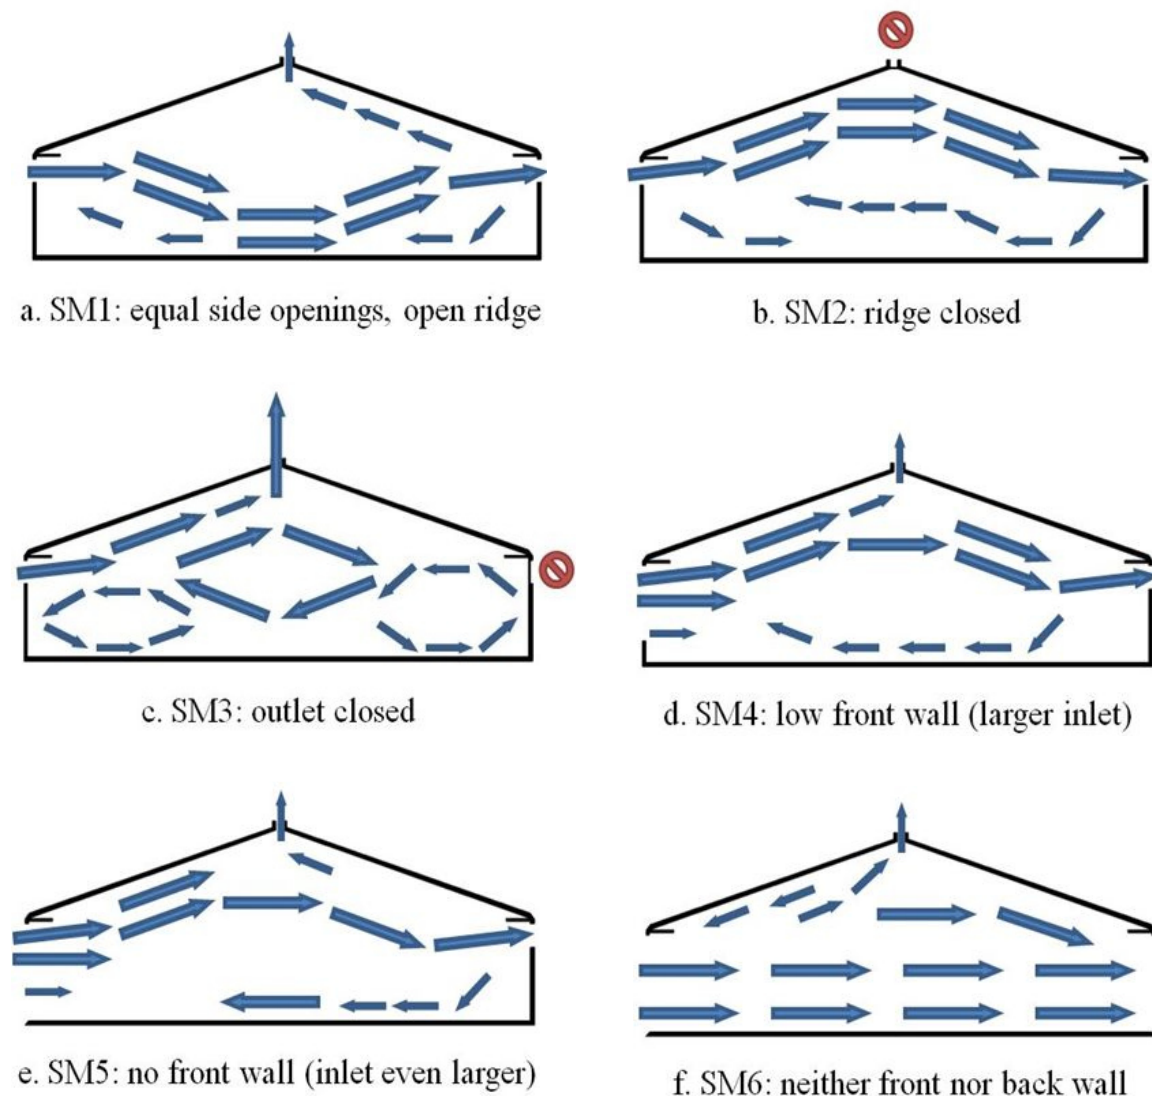 a. SM1: equal side openings, open ridge
b. SM2: ridge closed
c. SM3: outlet closed
d. SM4: low front wall (larger inlet)
e. SM5: no front wall (inlet even larger)
f. SM6: neither front nor back wall